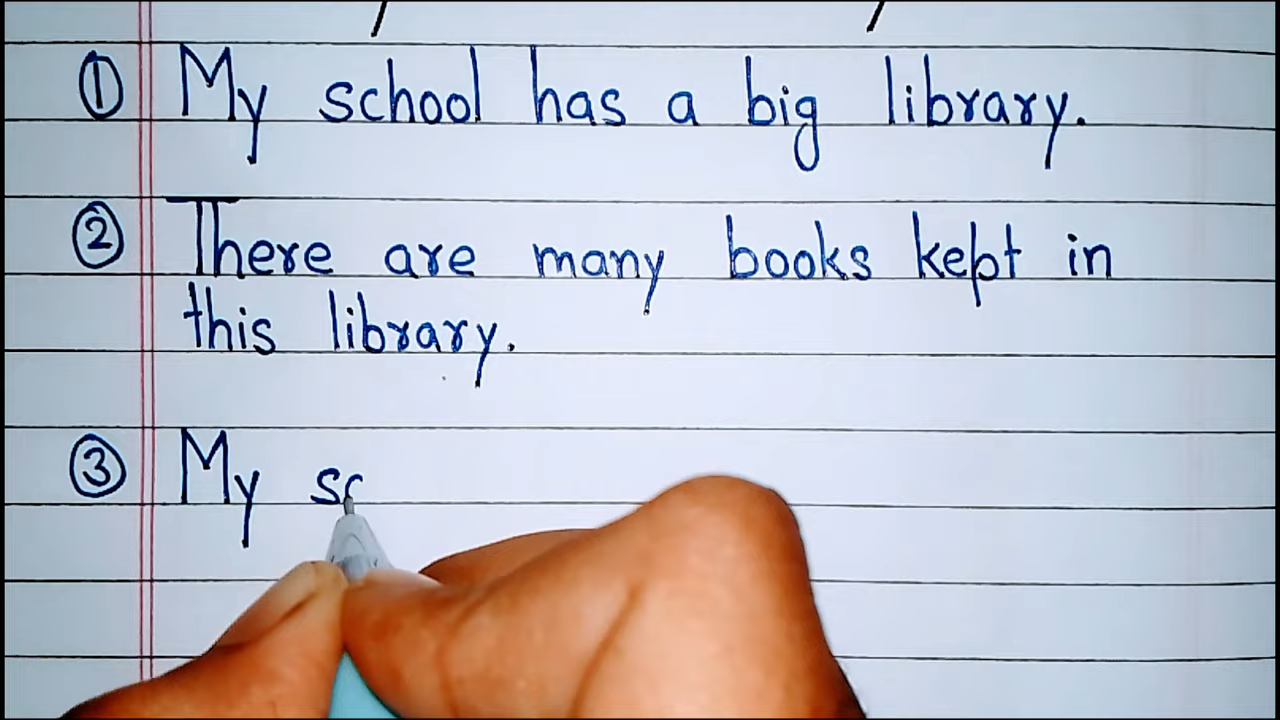 ① My school has a big library.
② There are many books kept in
this library.
③ My sc